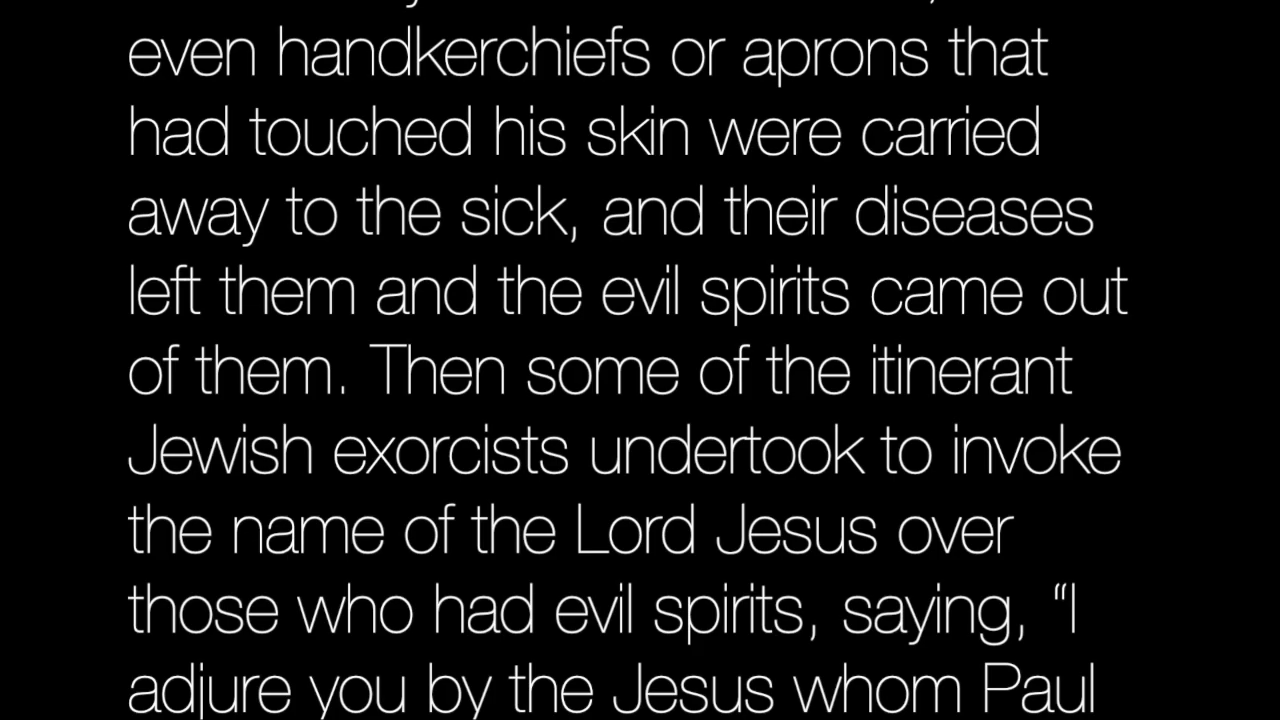 even handkerchiefs or aprons that
had touched his skin were carried
away to the sick, and their diseases
left them and the evil spirits came out
of them. Then some of the itinerant
Jewish exorcists undertook to invoke
the name of the Lord Jesus over
those who had evil spirits, saying, “I
adjure you by the Jesus whom Paul